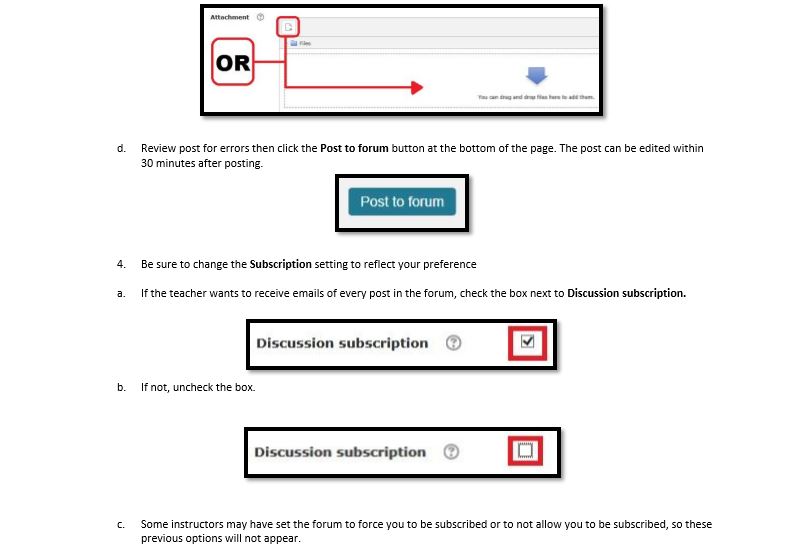 Attachment
OR
Files
You can drag and drop files here to add them.
d. Review post for errors then click the Post to forum button at the bottom of the page. The post can be edited within
30 minutes after posting.
Post to forum
4. Be sure to change the Subscription setting to reflect your preference
a. If the teacher wants to receive emails of every post in the forum, check the box next to Discussion subscription.
Discussion subscription ?
b. If not, uncheck the box.
Discussion subscription ?
c. Some instructors may have set the forum to force you to be subscribed or to not allow you to be subscribed, so these
previous options will not appear.